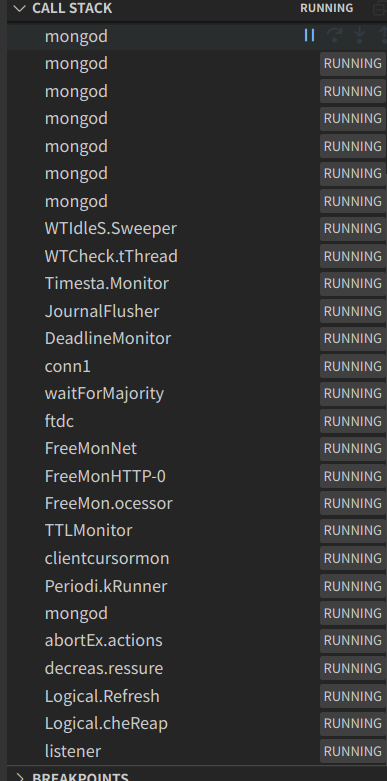 CALL STACK RUNNING
mongod
mongod RUNNING
mongod RUNNING
mongod RUNNING
mongod RUNNING
mongod RUNNING
mongod RUNNING
WTIdleS.Sweeper RUNNING
WTCheck.tThread RUNNING
Timesta.Monitor RUNNING
JournalFlusher RUNNING
DeadlineMonitor RUNNING
conn1 RUNNING
waitForMajority RUNNING
ftdc RUNNING
FreeMonNet RUNNING
FreeMonHTTP-0 RUNNING
FreeMon.ocessor RUNNING
TTLMonitor RUNNING
clientcursormon RUNNING
Periodi.kRunner RUNNING
mongod RUNNING
abortEx.actions RUNNING
decreas.ressure RUNNING
Logical.Refresh RUNNING
Logical.cheReap RUNNING
listener RUNNING
BREAKPOINTS